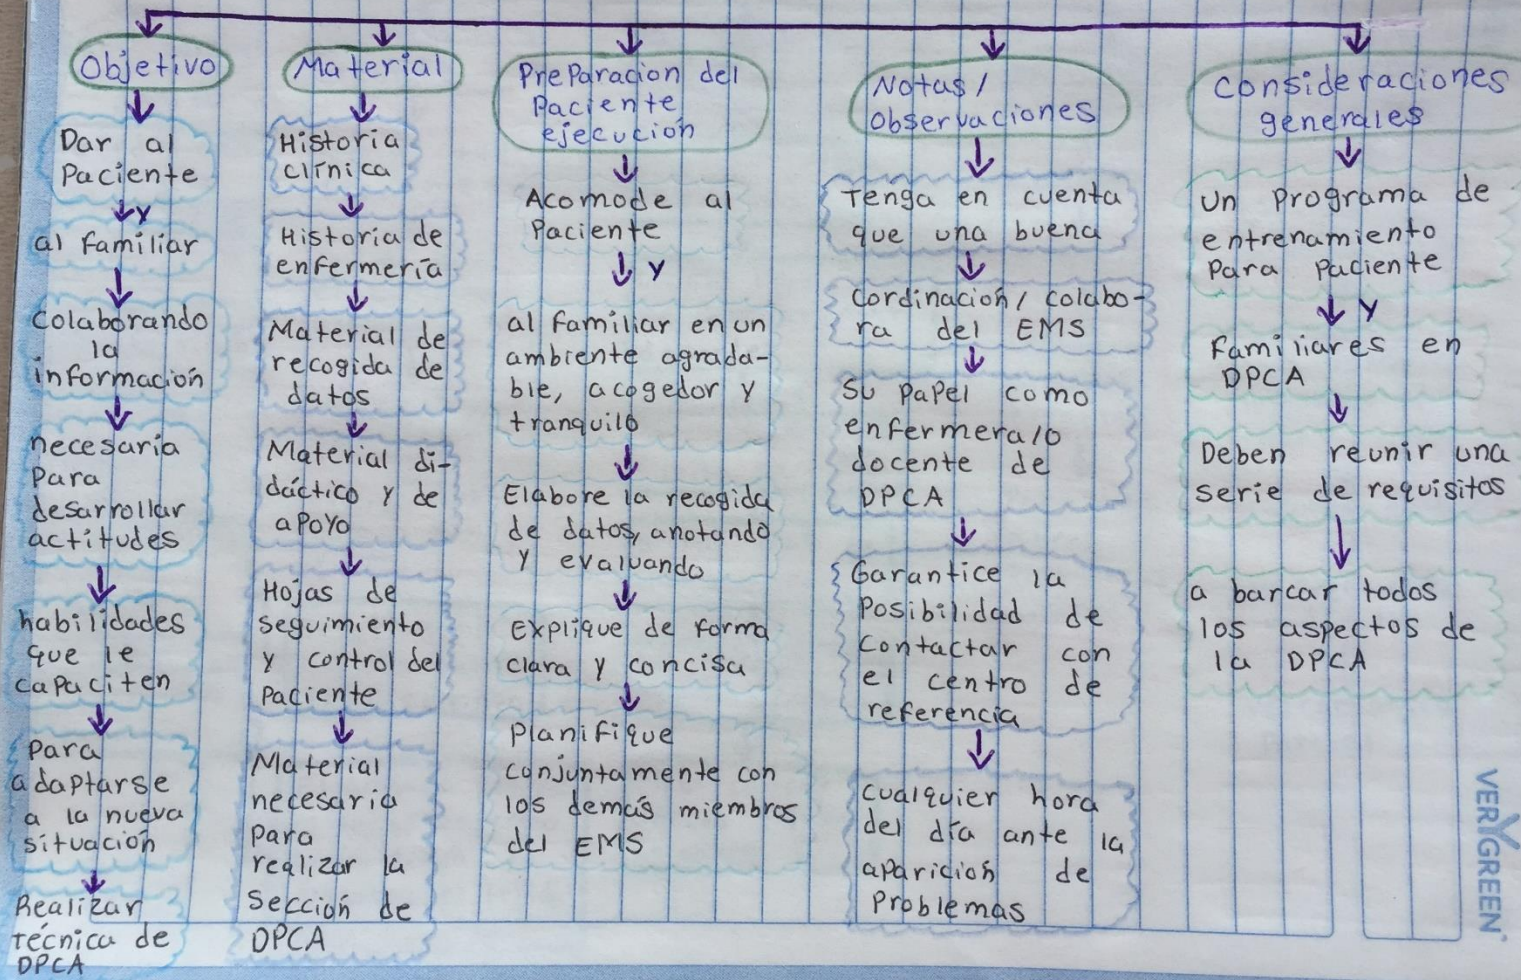 Objetivo
Dar al
Paciente
y
al familiar
colaborando
la
información
necesaria
Para
desarrollar
actitudes
habilidades
que le
capaciten
Para
adaptarse
a la nueva
situación
Realizar
técnica de
DPCA
Material
Historia
clínica
Historia de
enfermería
Material de
recogida de
datos
Material di-
dáctico y de
apoyo
Hojas de
seguimiento
y control del
Paciente
Material
necesario
para
realizar la
sección de
DPCA
Preparacion del
Paciente
ejecución
Acomode al
Paciente
y
al familiar en un
ambiente agrada-
ble, acogedor y
tranquilo
Elabore la recogida
de datos, anotando
y evaluando
Explique de forma
clara y concisa
Planifique
conjuntamente con
los demás miembros
del EMS
Notas/
observaciones
Tenga en cuenta
que una buena
cordinación/colabo-
ra del EMS
su papel como
enfermera/o
docente de
DPCA
Garantice la
Posibilidad de
contactar con
el centro de
referencia
cualquier hora
del día ante la
aparición de
Problemas
consideraciones
generales
un programa de
entrenamiento
para paciente
y
familiares en
DPCA
Deben reunir una
serie de requisitos
a barcar todos
los aspectos de
la DPCA
VERYGREEN